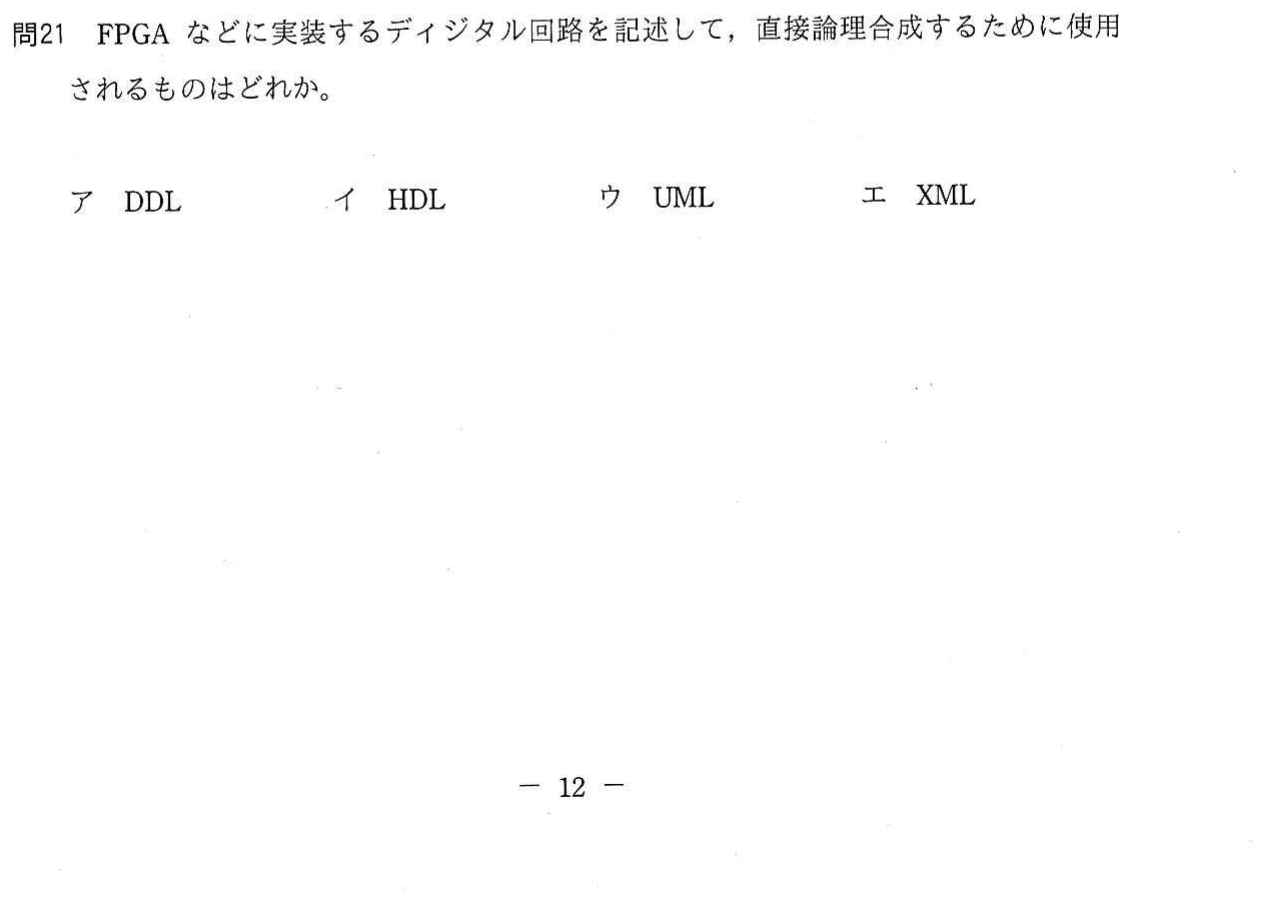 問21 FPGA などに実装するディジタル回路を記述して，直接論理合成するために使用
されるものはどれか。
ア DDL イ HDL ウ UML エ XML
－ 12 －